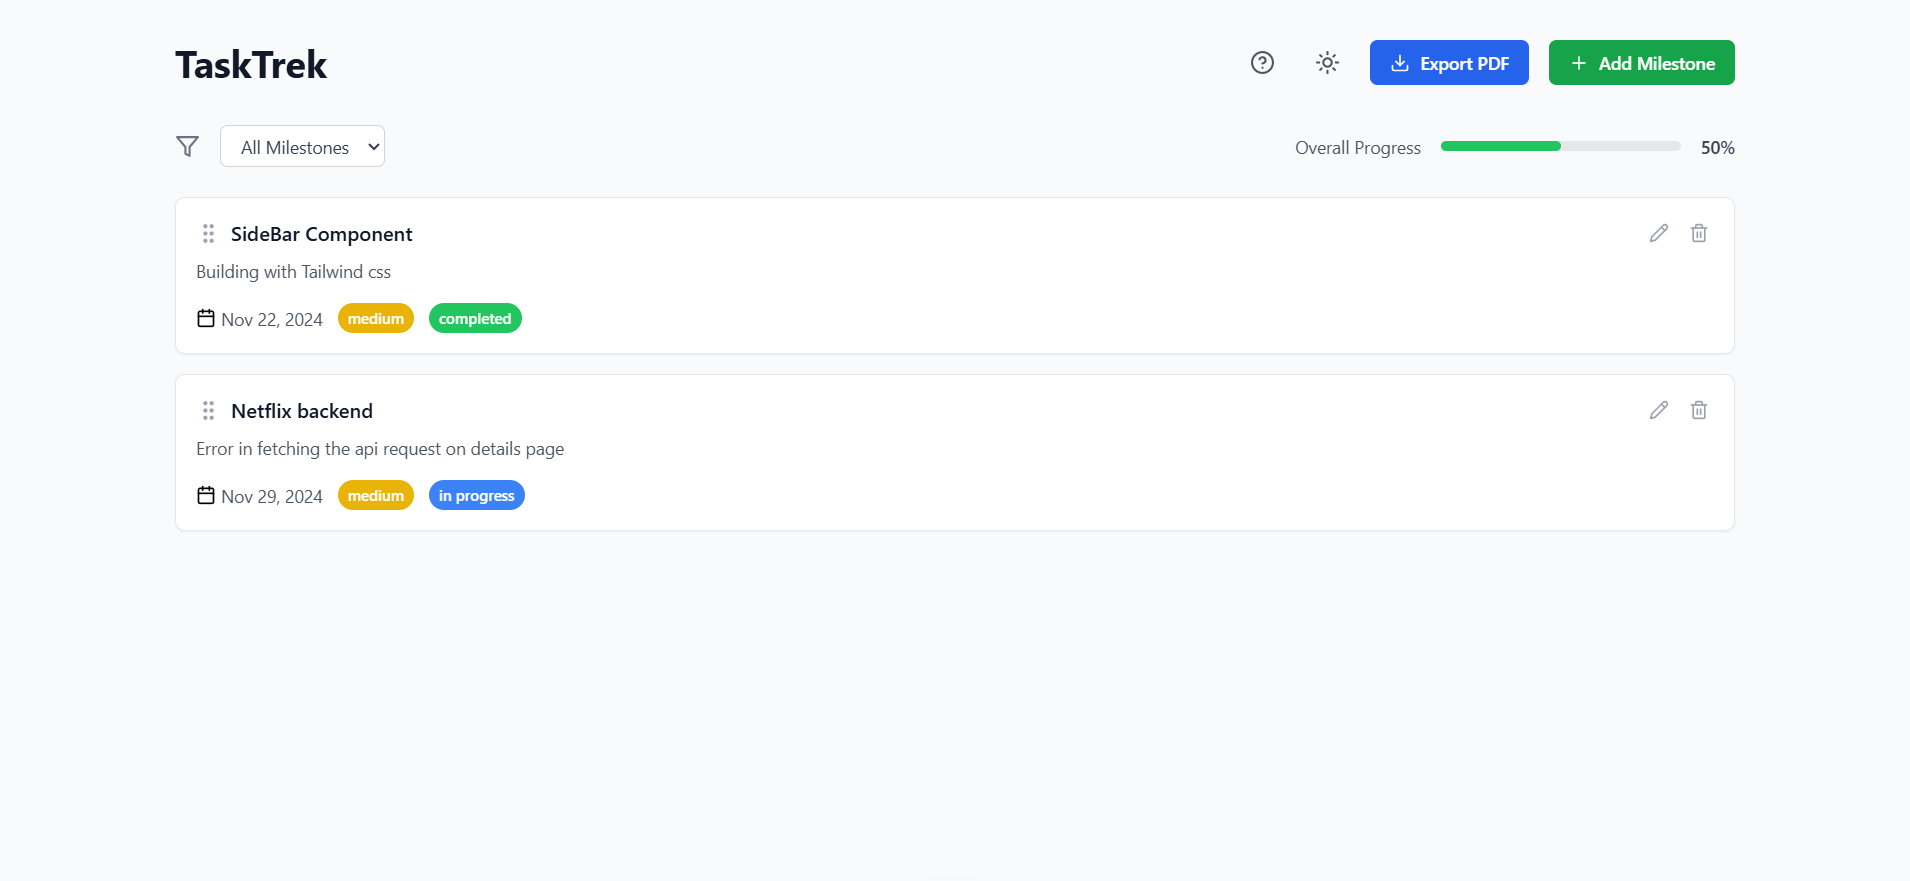 TaskTrek
Export PDF
Add Milestone
All Milestones
Overall Progress 50%
SideBar Component
Building with Tailwind css
Nov 22, 2024 medium completed
Netflix backend
Error in fetching the api request on details page
Nov 29, 2024 medium in progress